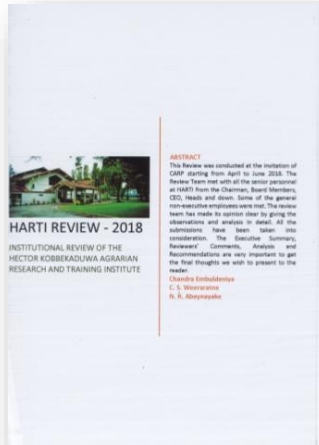 HARTI REVIEW - 2018
INSTITUTIONAL REVIEW OF THE
HECTOR KOBBEKADUWA AGRARIAN
RESEARCH AND TRAINING INSTITUTE
ABSTRACT
This Review was conducted at the invitation of
CARP starting from April to June 2018. The
Review Team met with all the senior personnel
at HARTI from the Chairman, Board Members,
CEO, Heads and down. Some of the general
non-executive employees were met. The review
team has made its opinion clear by giving the
observations and analysis in detail. All the
submissions have been taken into
consideration. The Executive Summary,
Reviewers' Comments, Analysis and
Recommendations are very important to get
the final thoughts we wish to present to the
reader.
Chandra Embuldeniya
C. S. Weeraratna
N. R. Abeynayake